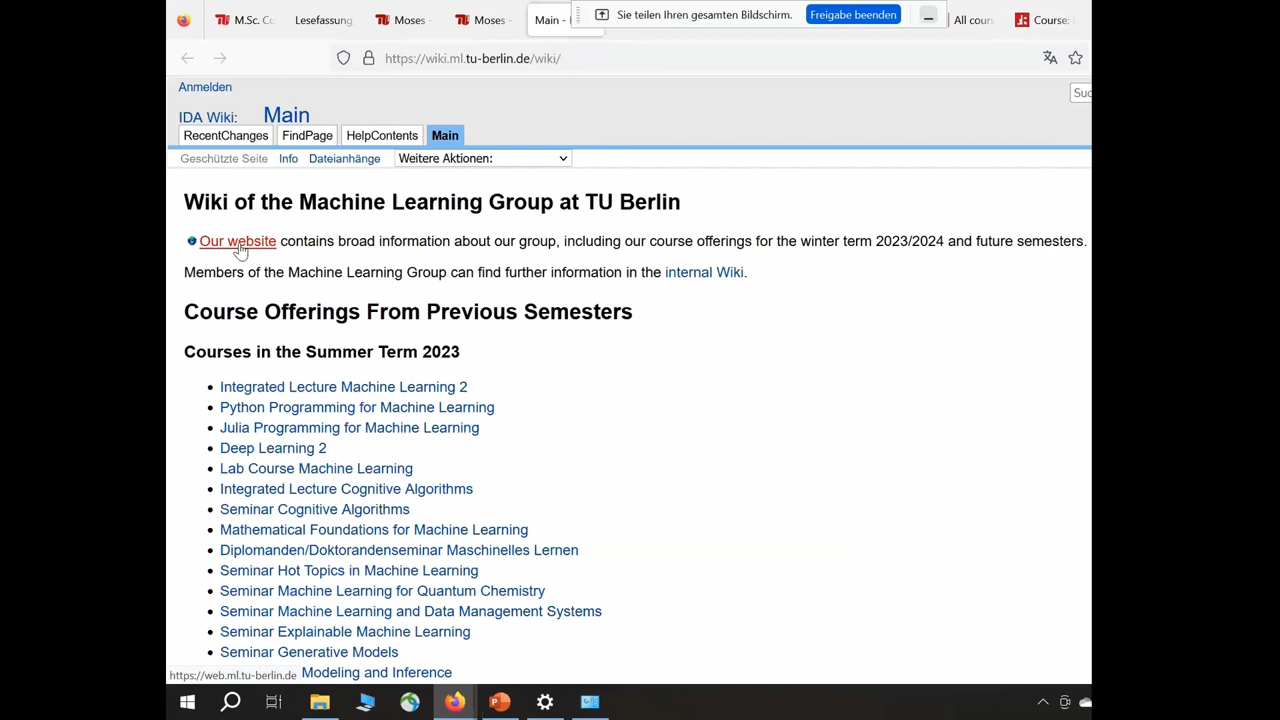 M.Sc. Co
Lesefassung
Moses
Moses
Main -
Sie teilen Ihren gesamten Bildschirm.
Freigabe beenden
All cours
Course:
https://wiki.ml.tu-berlin.de/wiki/
Anmelden
Suc
IDA Wiki: Main
RecentChanges FindPage HelpContents Main
Geschützte Seite Info Dateianhänge Weitere Aktionen:
Wiki of the Machine Learning Group at TU Berlin
Our website contains broad information about our group, including our course offerings for the winter term 2023/2024 and future semesters.
Members of the Machine Learning Group can find further information in the internal Wiki.
Course Offerings From Previous Semesters
Courses in the Summer Term 2023
Integrated Lecture Machine Learning 2
Python Programming for Machine Learning
Julia Programming for Machine Learning
Deep Learning 2
Lab Course Machine Learning
Integrated Lecture Cognitive Algorithms
Seminar Cognitive Algorithms
Mathematical Foundations for Machine Learning
Diplomanden/Doktorandenseminar Maschinelles Lernen
Seminar Hot Topics in Machine Learning
Seminar Machine Learning for Quantum Chemistry
Seminar Machine Learning and Data Management Systems
Seminar Explainable Machine Learning
Seminar Generative Models
Modeling and Inference
https://web.ml.tu-berlin.de